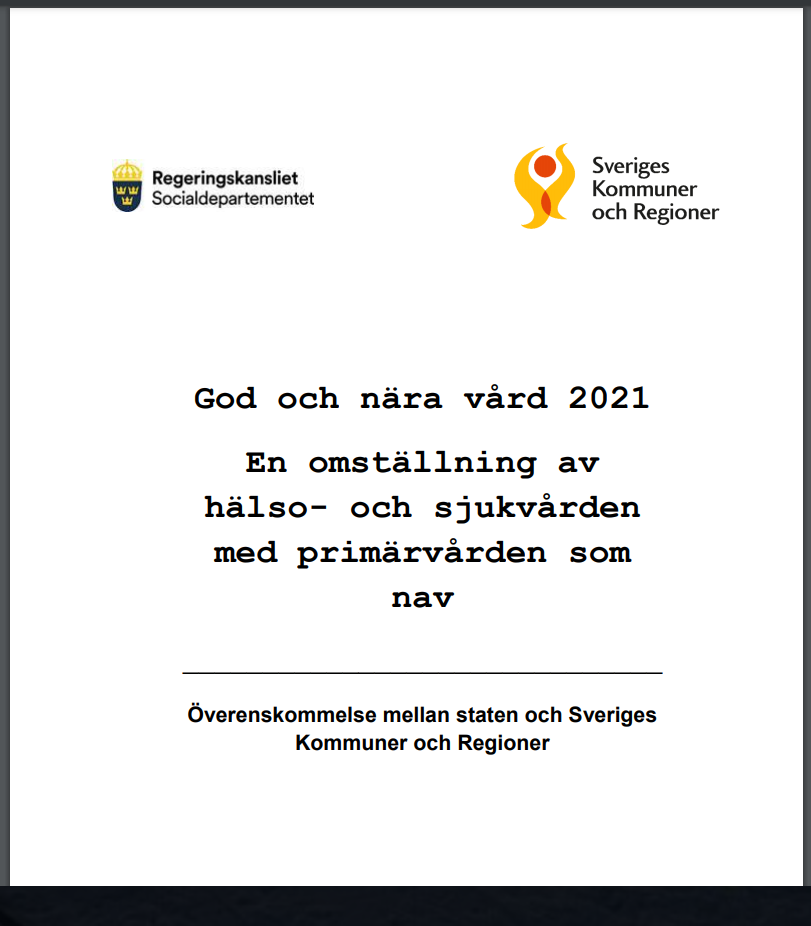 Regeringskansliet
Socialdepartementet
Sveriges
Kommuner
och Regioner
God och nära vård 2021
En omställning av
hälso- och sjukvården
med primärvården som
nav
Överenskommelse mellan staten och Sveriges
Kommuner och Regioner